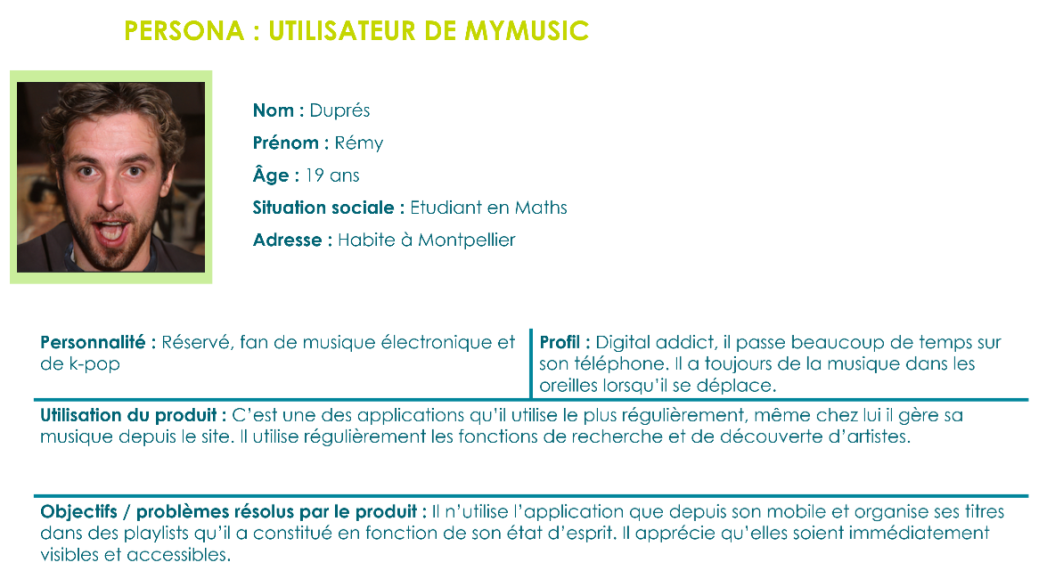 PERSONA : UTILISATEUR DE MYMUSIC
Nom : Duprés
Prénom : Rémy
Âge : 19 ans
Situation sociale : Etudiant en Maths
Adresse : Habite à Montpellier
Personnalité : Réservé, fan de musique électronique et
de k-pop
Profil : Digital addict, il passe beaucoup de temps sur
son téléphone. Il a toujours de la musique dans les
oreilles lorsqu'il se déplace.
Utilisation du produit : C'est une des applications qu'il utilise le plus régulièrement, même chez lui il gère sa
musique depuis le site. Il utilise régulièrement les fonctions de recherche et de découverte d'artistes.
Objectifs / problèmes résolus par le produit : Il n'utilise l'application que depuis son mobile et organise ses titres
dans des playlists qu'il a constitué en fonction de son état d'esprit. Il apprécie qu'elles soient immédiatement
visibles et accessibles.